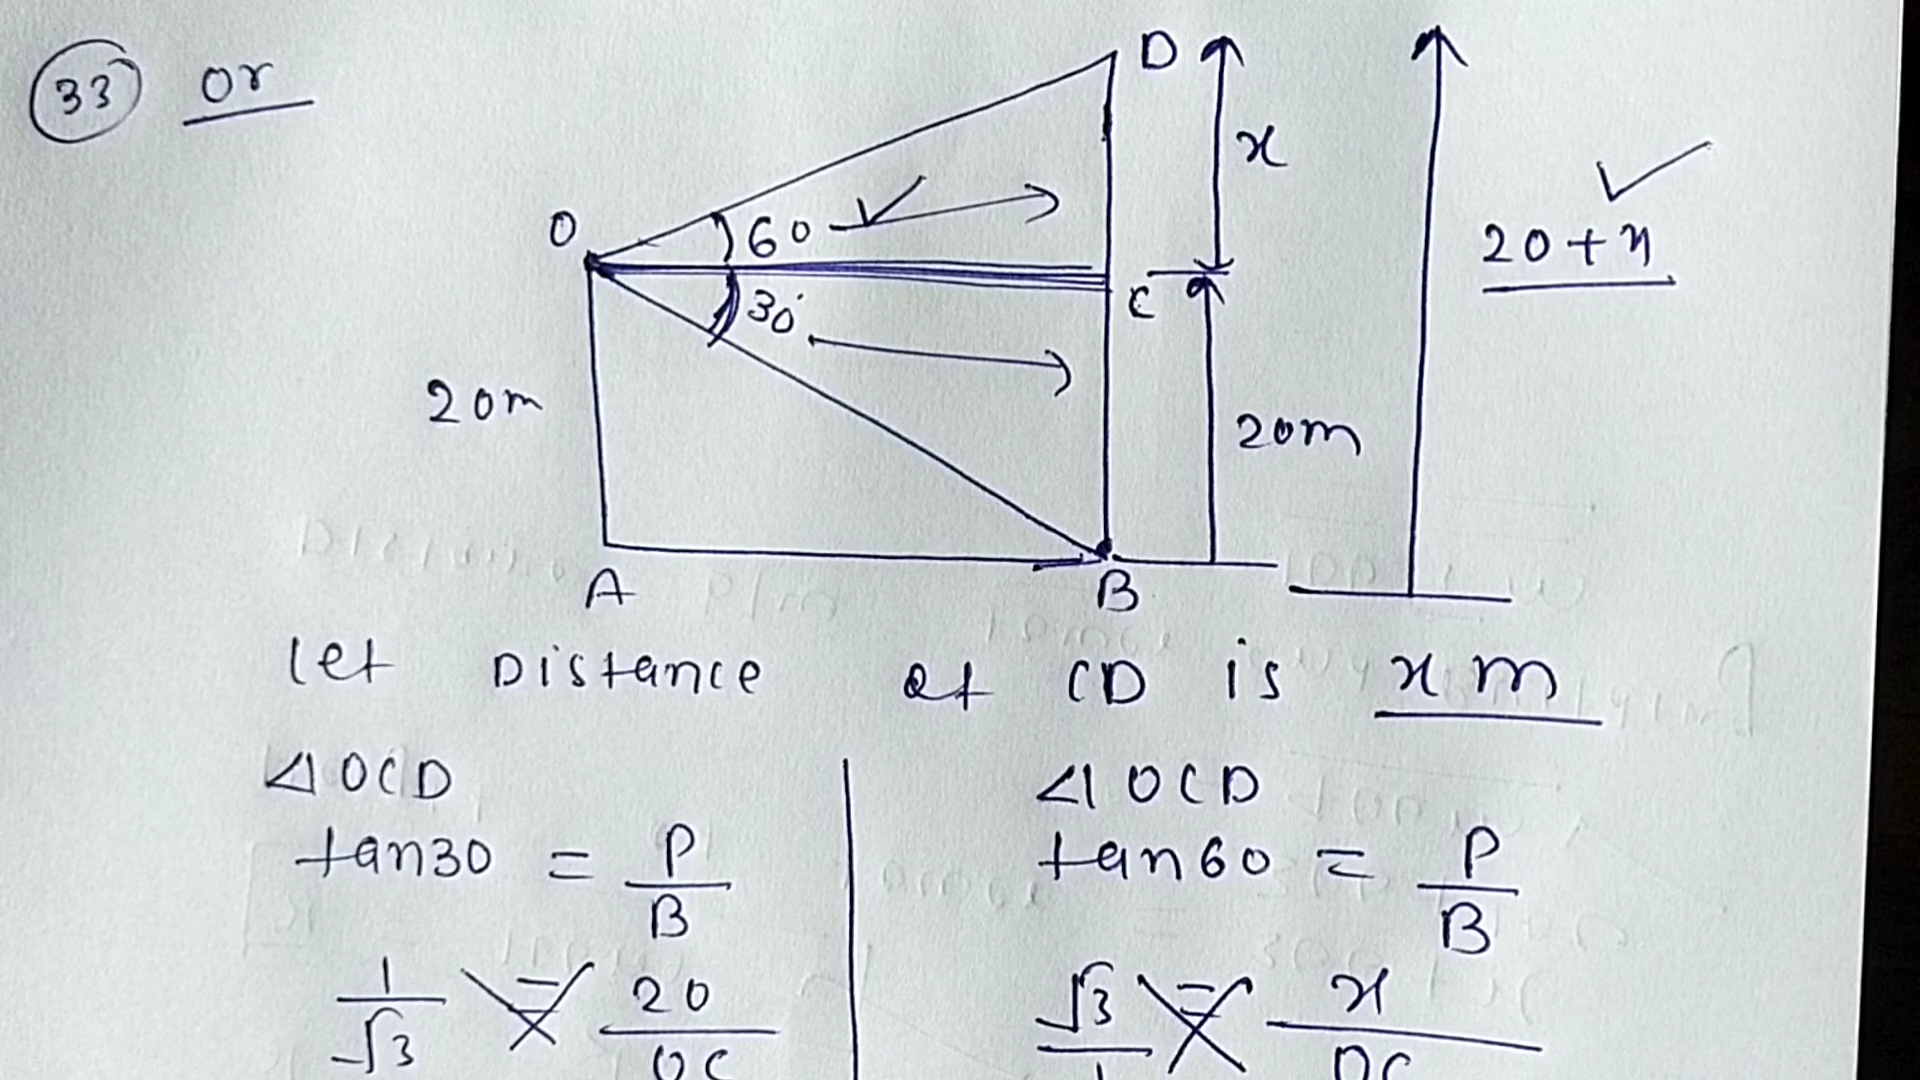 33 or
D
x
O
60
20+x
30°
C
20m
20m
A
B
let Distance of CD is x m
△OCD
△OCD
tan30 = P/B
tan60 = P/B
1/√3 = 20/OC
√3/1 = x/OC